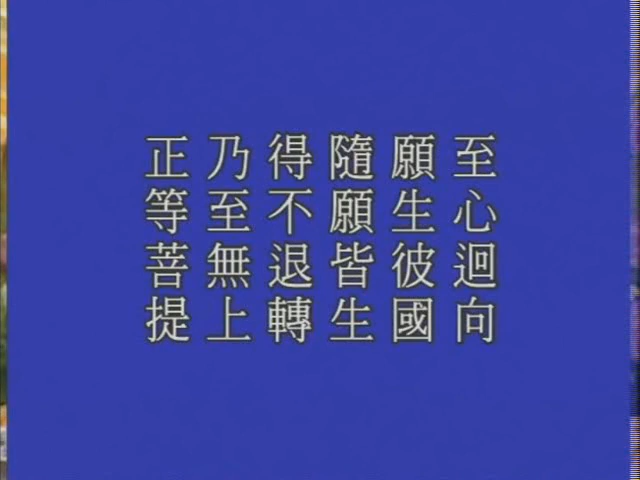 至心迴向
願生彼國
隨願皆生
得不退轉
乃至無上
正等菩提